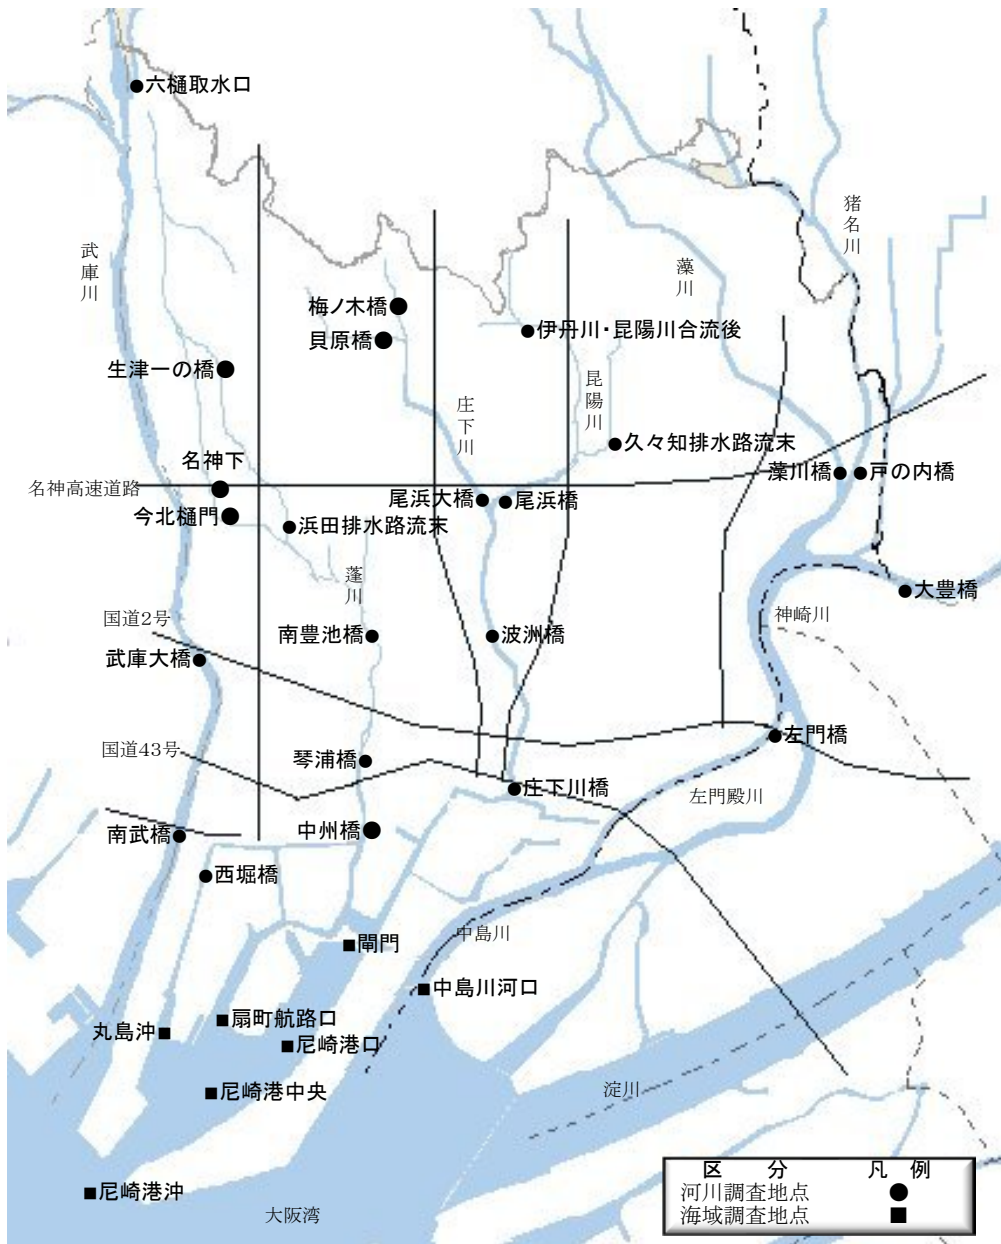 六樋取水口
猪名川
武庫川
藻川
梅ノ木橋
伊丹川・昆陽川合流後
貝原橋
生津一の橋
昆陽川
庄下川
久々知排水路流末
名神下
藻川橋
戸の内橋
名神高速道路
尾浜大橋
尾浜橋
今北樋門
浜田排水路流末
蓬川
大豊橋
国道2号
神崎川
南豊池橋
波洲橋
武庫大橋
左門橋
国道43号
琴浦橋
庄下川橋
左門殿川
中州橋
南武橋
西堀橋
中島川
閘門
中島川河口
扇町航路口
丸島沖
尼崎港口
尼崎港中央
淀川
尼崎港沖
大阪湾
区 分 凡 例
河川調査地点 ●
海域調査地点 ■